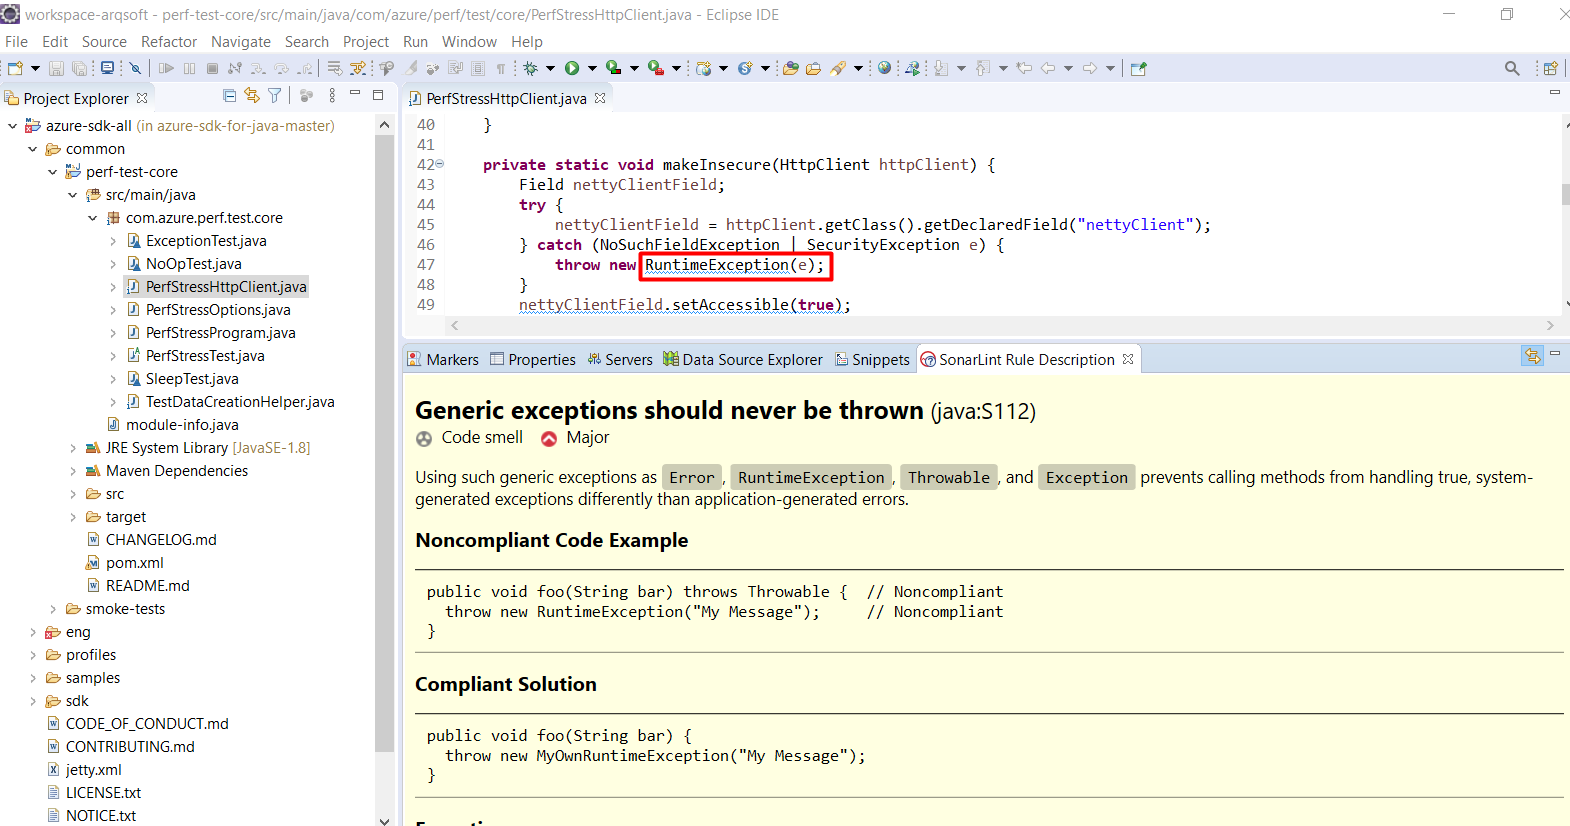 workspace-arqsoft - perf-test-core/src/main/java/com/azure/perf/test/core/PerfStressHttpClient.java - Eclipse IDE
File Edit Source Refactor Navigate Search Project Run Window Help
Project Explorer
azure-sdk-all (in azure-sdk-for-java-master)
common
perf-test-core
src/main/java
com.azure.perf.test.core
ExceptionTest.java
NoOpTest.java
PerfStressHttpClient.java
PerfStressOptions.java
PerfStressProgram.java
PerfStressTest.java
SleepTest.java
TestDataCreationHelper.java
module-info.java
JRE System Library [JavaSE-1.8]
Maven Dependencies
src
target
CHANGELOG.md
pom.xml
README.md
smoke-tests
eng
profiles
samples
sdk
CODE_OF_CONDUCT.md
CONTRIBUTING.md
jetty.xml
LICENSE.txt
NOTICE.txt
PerfStressHttpClient.java
40 }
41
42 private static void makeInsecure(HttpClient httpClient) {
43 Field nettyClientField;
44 try {
45 nettyClientField = httpClient.getClass().getDeclaredField("nettyClient");
46 } catch (NoSuchFieldException | SecurityException e) {
47 throw new RuntimeException(e);
48 }
49 nettyClientField.setAccessible(true);
Markers Properties Servers Data Source Explorer Snippets SonarLint Rule Description
Generic exceptions should never be thrown (java:S112)
Code smell Major
Using such generic exceptions as Error , RuntimeException , Throwable , and Exception prevents calling methods from handling true, system-
generated exceptions differently than application-generated errors.
Noncompliant Code Example
public void foo(String bar) throws Throwable { // Noncompliant
throw new RuntimeException("My Message"); // Noncompliant
}
Compliant Solution
public void foo(String bar) {
throw new MyOwnRuntimeException("My Message");
}